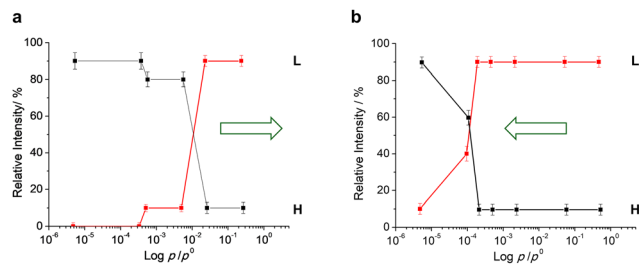 a
100
80
60
40
20
0
Relative Intensity/ %
10⁻⁶ 10⁻⁵ 10⁻⁴ 10⁻³ 10⁻² 10⁻¹ 10⁰
Log p/p⁰
L
H
b
100
80
60
40
20
0
Relative Intensity / %
10⁻⁶ 10⁻⁵ 10⁻⁴ 10⁻³ 10⁻² 10⁻¹ 10⁰
Log p/p⁰
L
H